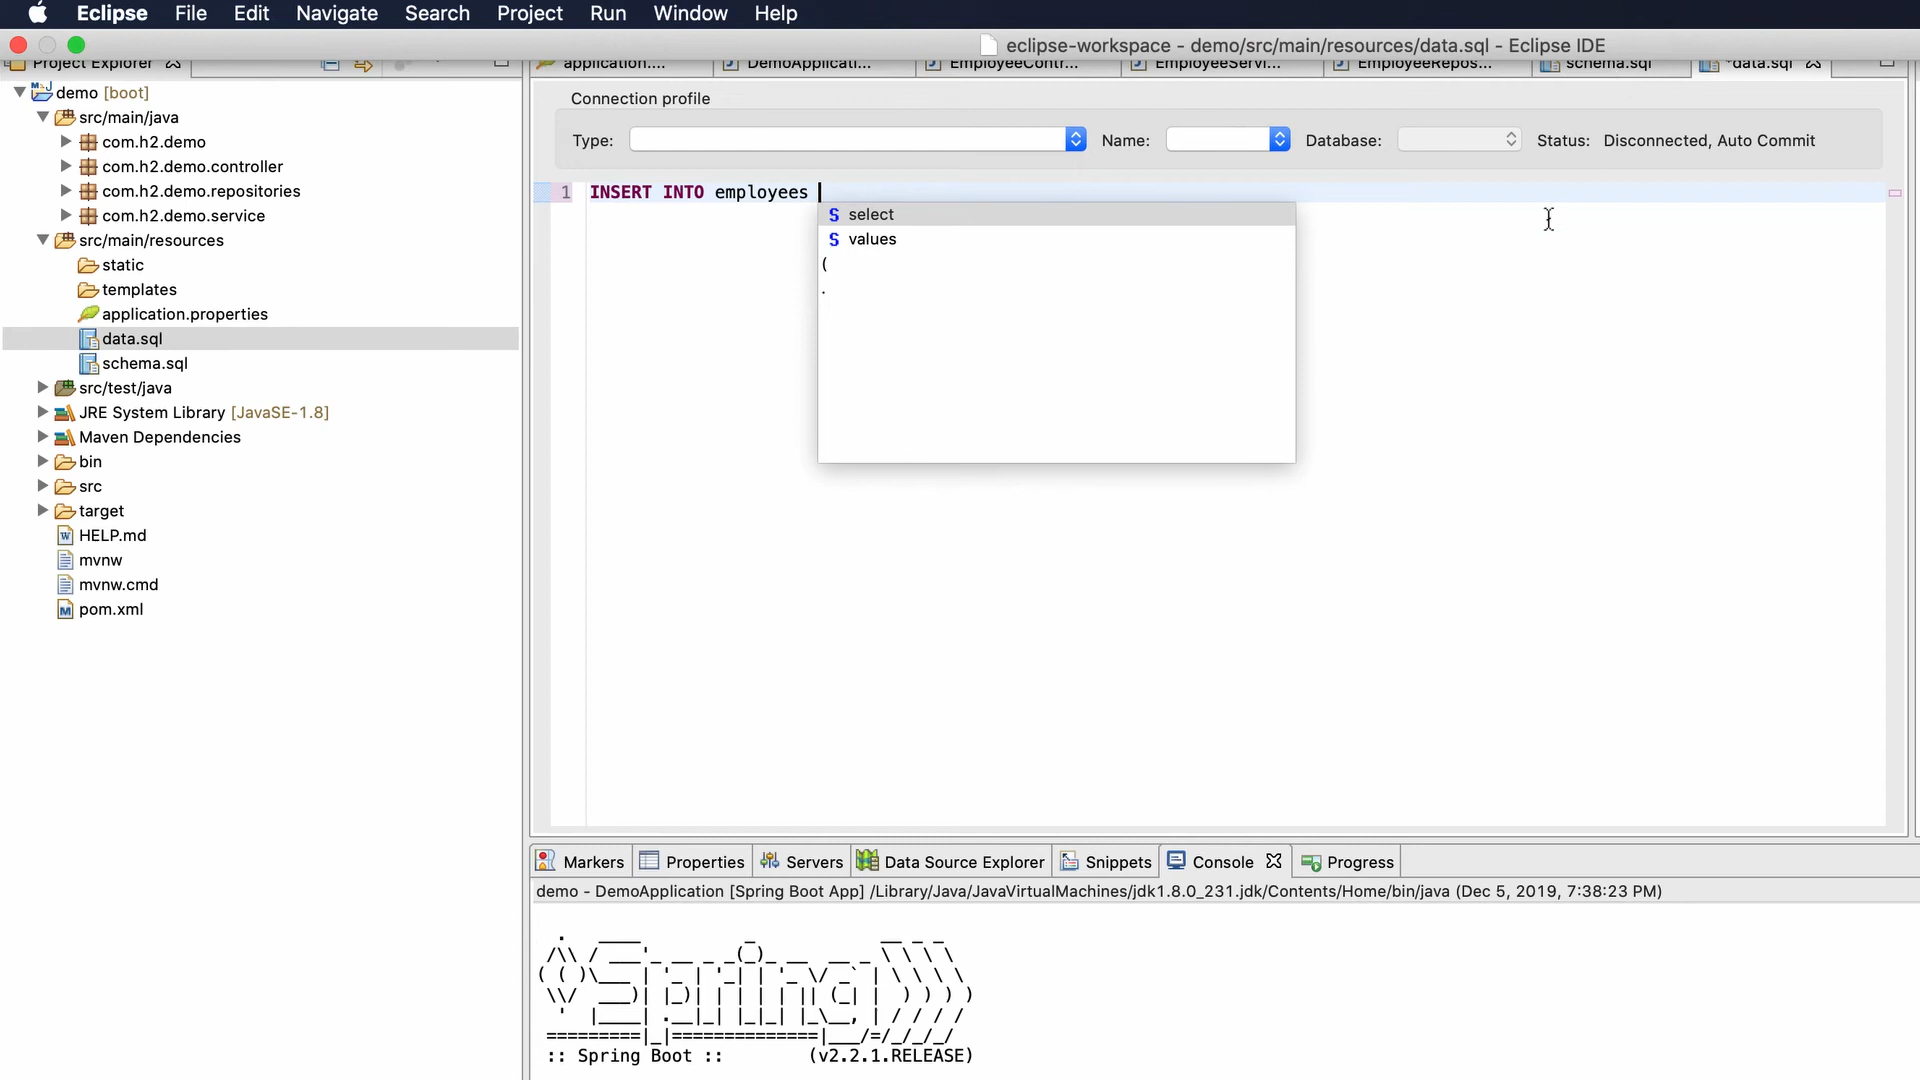 Eclipse File Edit Navigate Search Project Run Window Help
eclipse-workspace - demo/src/main/resources/data.sql - Eclipse IDE
Project Explorer
application.... DemoApplicati... EmployeeContr... EmployeeServi... EmployeeRepos... schema.sql *data.sql
demo [boot]
src/main/java
com.h2.demo
com.h2.demo.controller
com.h2.demo.repositories
com.h2.demo.service
src/main/resources
static
templates
application.properties
data.sql
schema.sql
src/test/java
JRE System Library [JavaSE-1.8]
Maven Dependencies
bin
src
target
HELP.md
mvnw
mvnw.cmd
pom.xml
Connection profile
Type: Name: Database: Status: Disconnected, Auto Commit
1 INSERT INTO employees
S select
S values
(
.
Markers Properties Servers Data Source Explorer Snippets Console Progress
demo - DemoApplication [Spring Boot App] /Library/Java/JavaVirtualMachines/jdk1.8.0_231.jdk/Contents/Home/bin/java (Dec 5, 2019, 7:38:23 PM)
Spring
:: Spring Boot :: (v2.2.1.RELEASE)